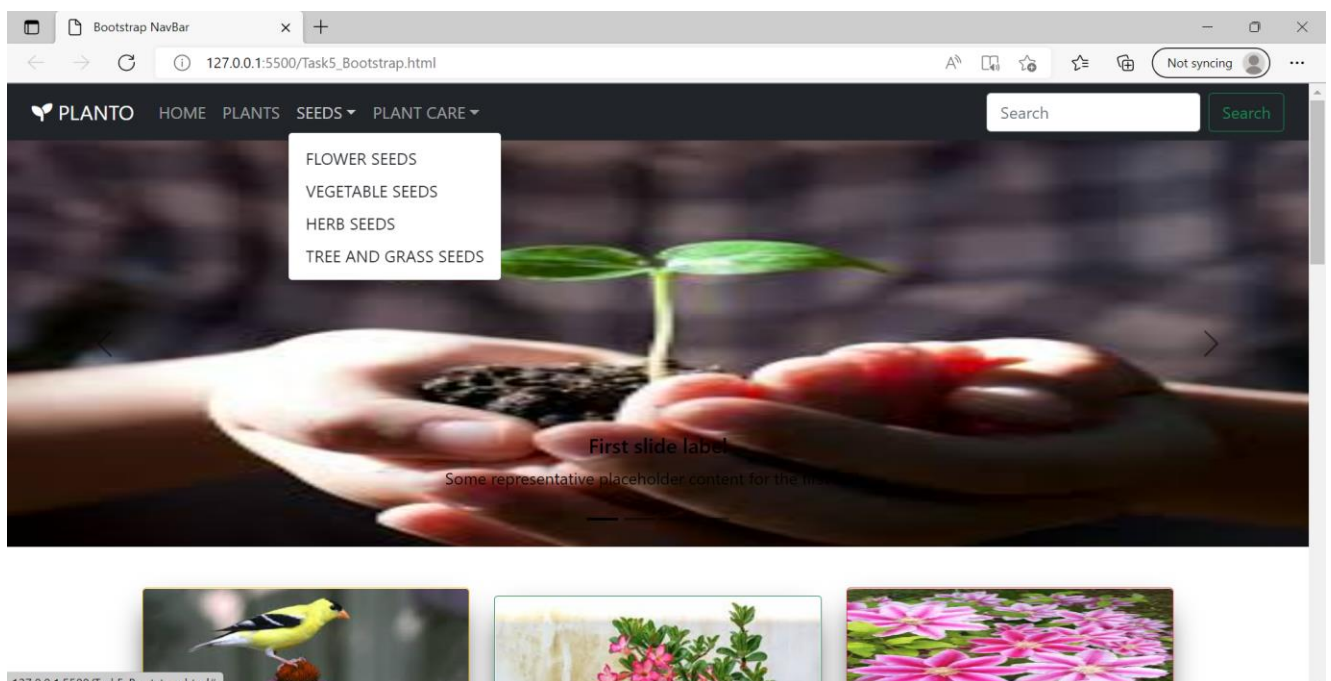 Bootstrap NavBar
127.0.0.1:5500/Task5_Bootstrap.html
Not syncing
PLANTO HOME PLANTS SEEDS PLANT CARE Search Search
FLOWER SEEDS
VEGETABLE SEEDS
HERB SEEDS
TREE AND GRASS SEEDS
First slide label
Some representative placeholder content for the